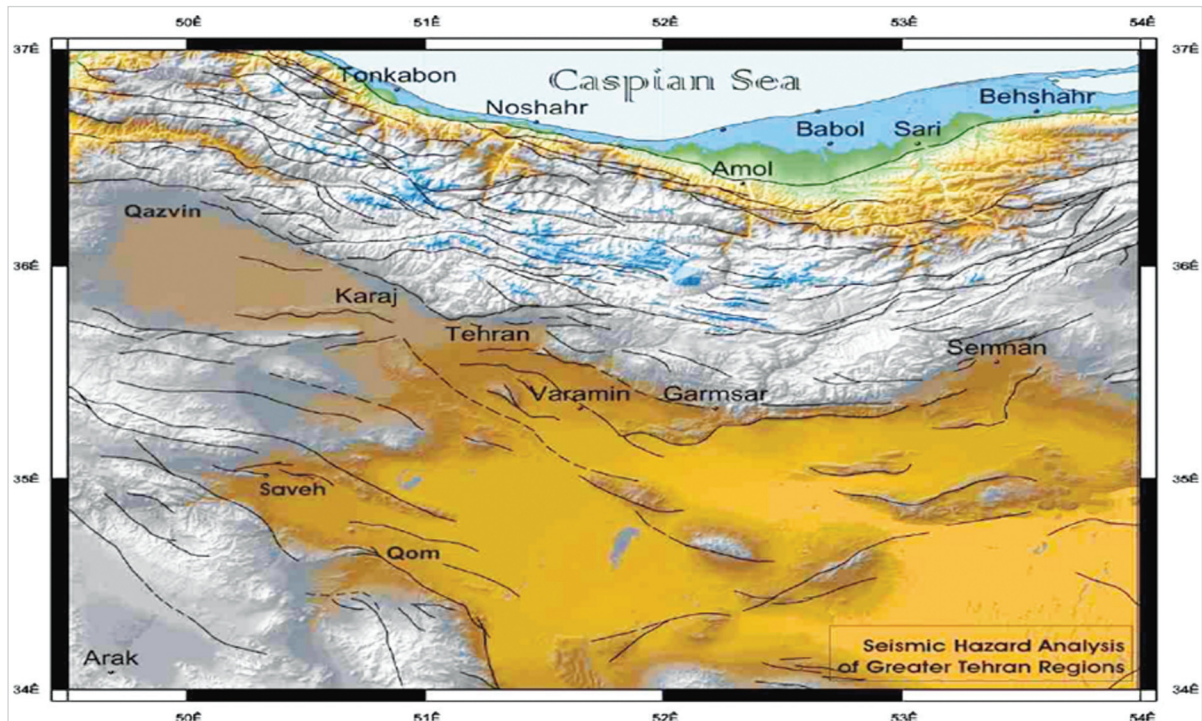 50E 51E 52E 53E 54E
37E 37E
Tonkabon
Caspian Sea
Noshahr
Behshahr
Babol
Sari
Amol
Qazvin
36E 36E
Karaj
Tehran
Semnan
Varamin
Garmsar
35E 35E
Saveh
Qom
Arak
Seismic Hazard Analysis
of Greater Tehran Regions
34E 34E
50E 51E 52E 53E 54E